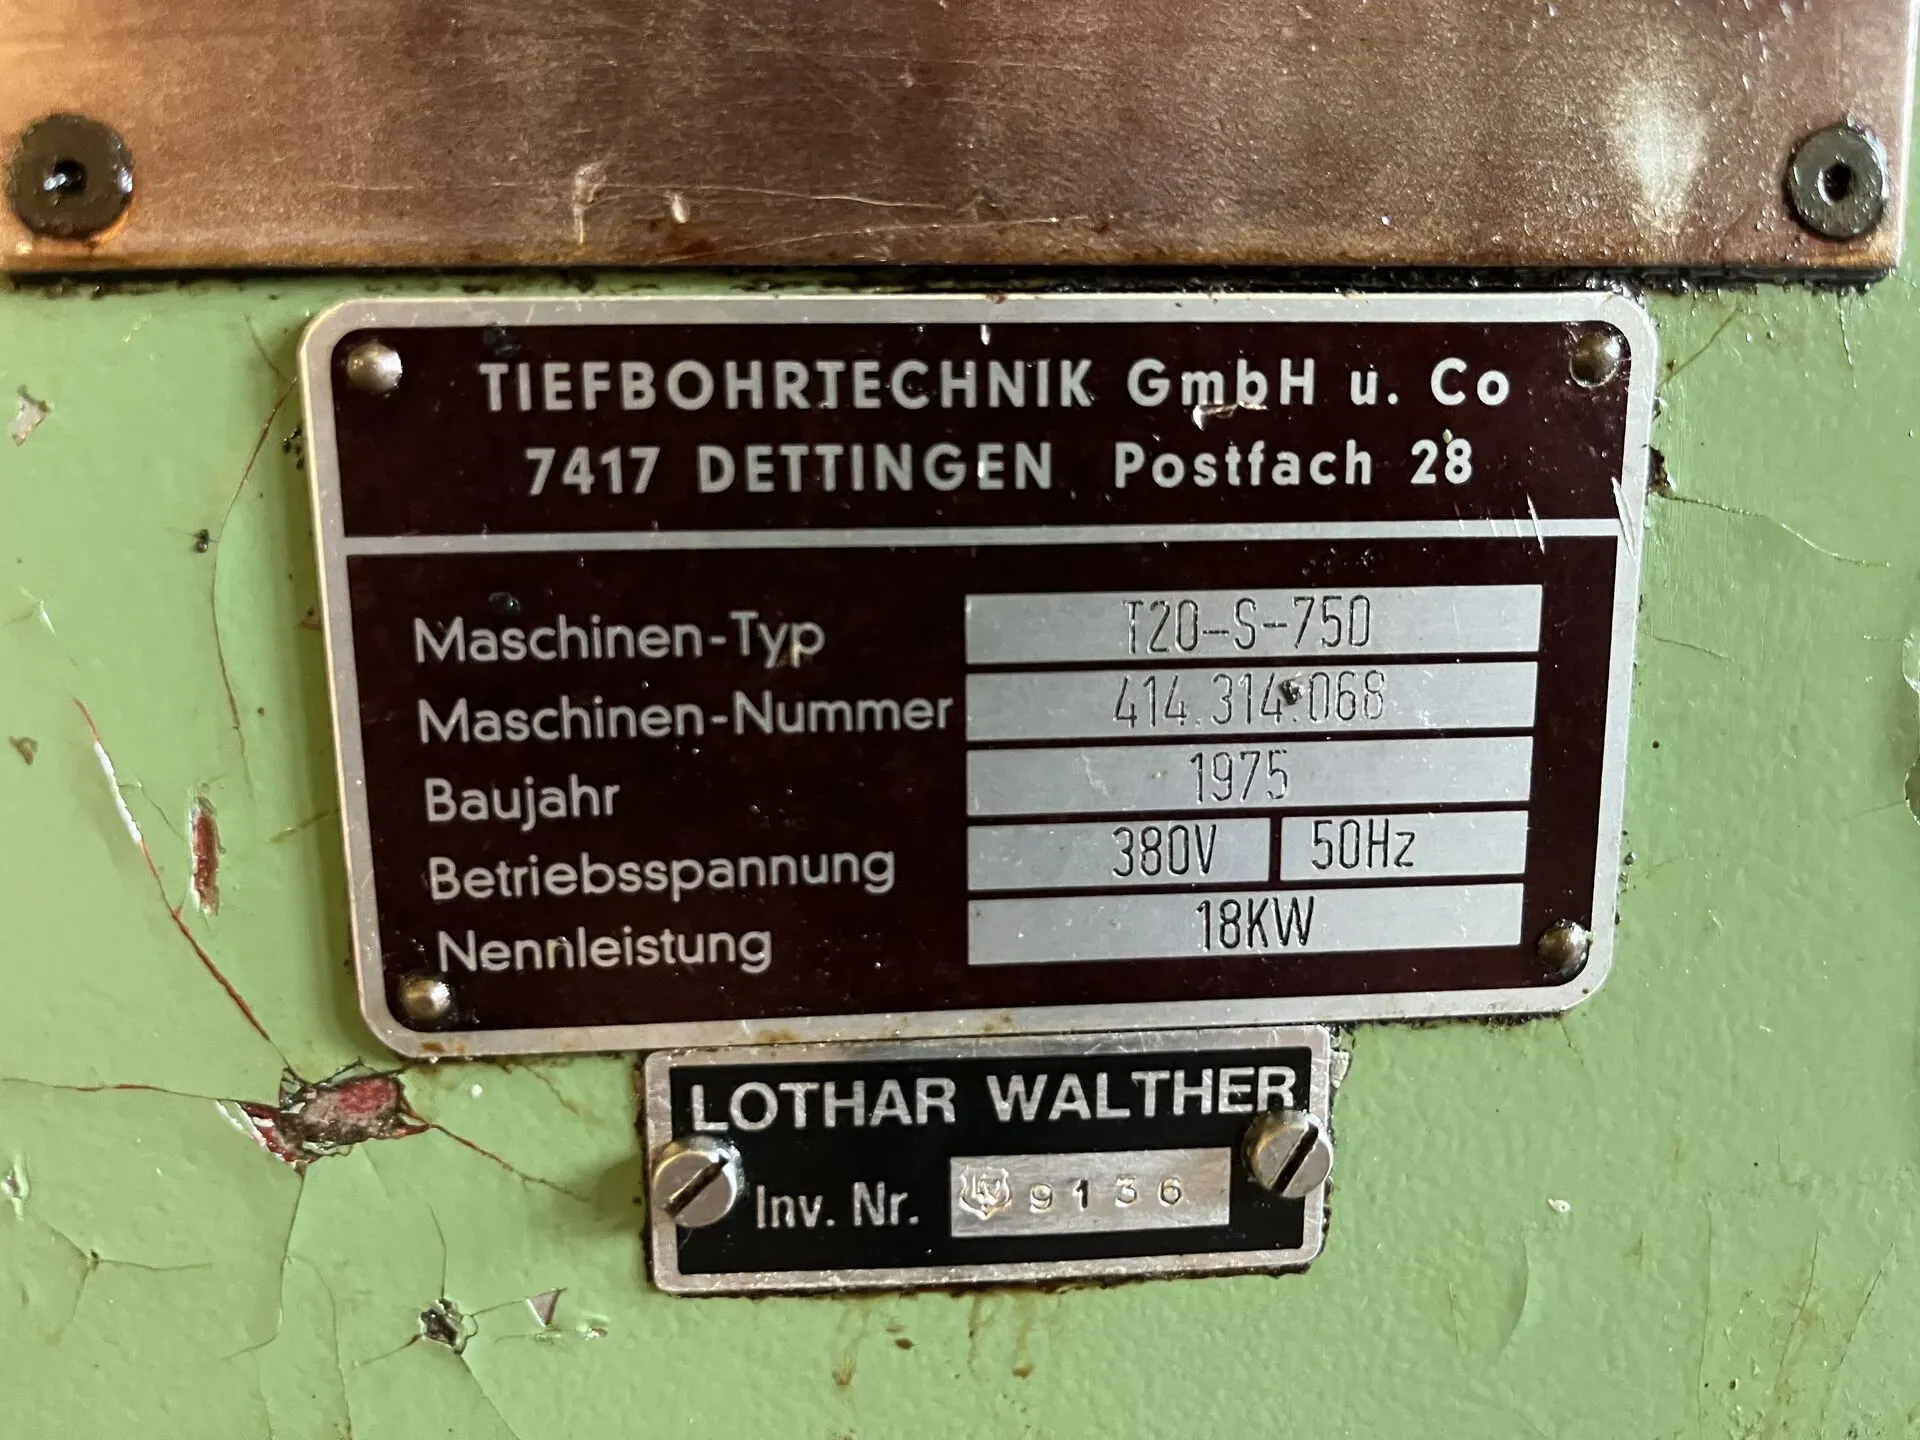 TIEFBOHRTECHNIK GmbH u. Co
7417 DETTINGEN Postfach 28
Maschinen-Typ T20-S-750
Maschinen-Nummer 414.314.068
Baujahr 1975
Betriebsspannung 380V 50Hz
Nennleistung 18KW
LOTHAR WALTHER
Inv. Nr. LW 9136